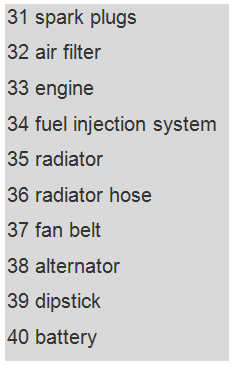 31 spark plugs
32 air filter
33 engine
34 fuel injection system
35 radiator
36 radiator hose
37 fan belt
38 alternator
39 dipstick
40 battery